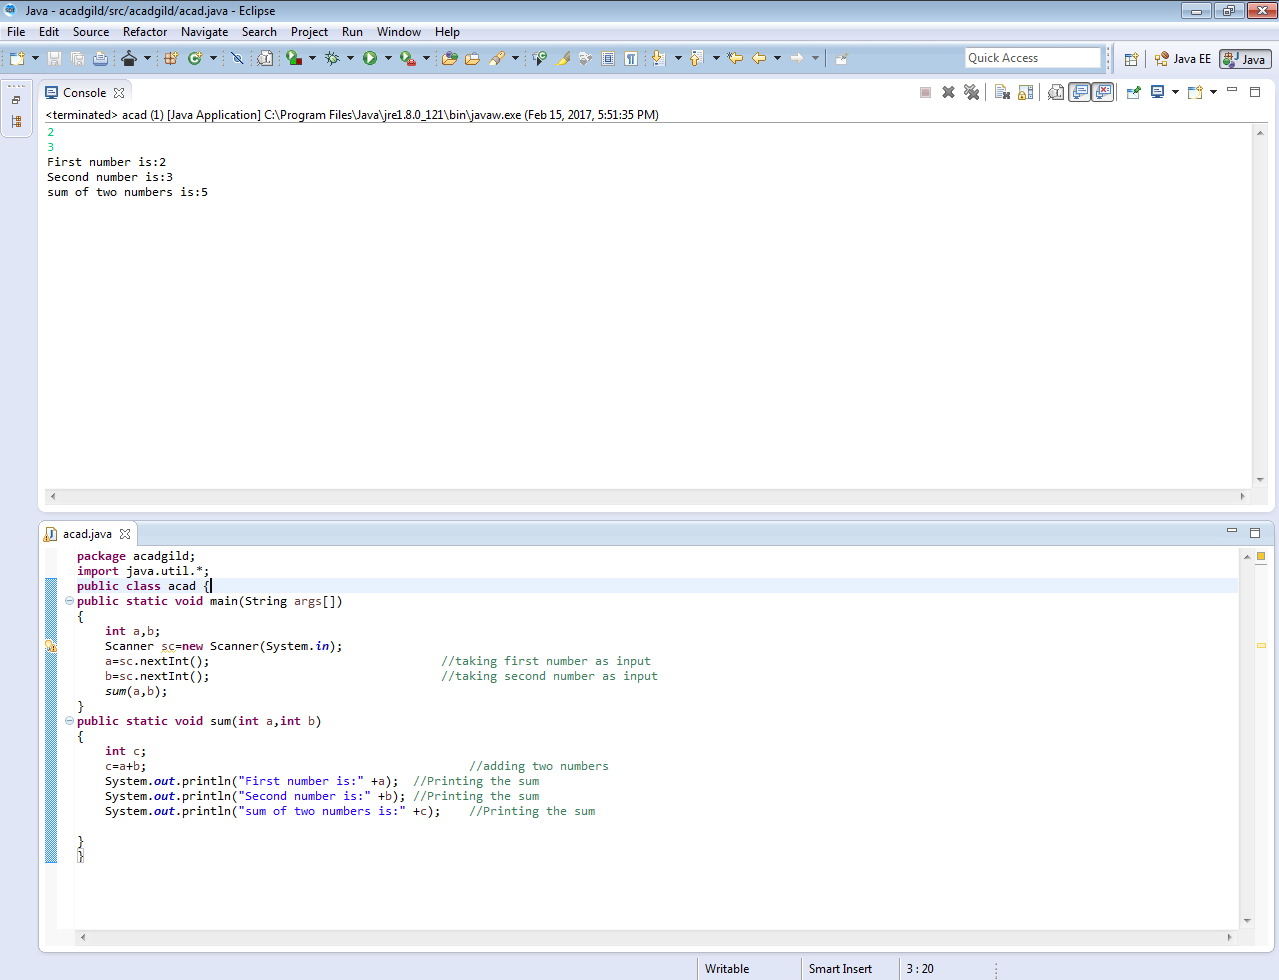 Java - acadgild/src/acadgild/acad.java - Eclipse
File Edit Source Refactor Navigate Search Project Run Window Help
Quick Access Java EE Java
Console
<terminated> acad (1) [Java Application] C:\Program Files\Java\jre1.8.0_121\bin\javaw.exe (Feb 15, 2017, 5:51:35 PM)
2
3
First number is:2
Second number is:3
sum of two numbers is:5
acad.java
package acadgild;
import java.util.*;
public class acad {
public static void main(String args[])
{
int a,b;
Scanner sc=new Scanner(System.in);
a=sc.nextInt(); //taking first number as input
b=sc.nextInt(); //taking second number as input
sum(a,b);
}
public static void sum(int a,int b)
{
int c;
c=a+b; //adding two numbers
System.out.println("First number is:" +a); //Printing the sum
System.out.println("Second number is:" +b); //Printing the sum
System.out.println("sum of two numbers is:" +c); //Printing the sum
}
}
Writable Smart Insert 3 : 20